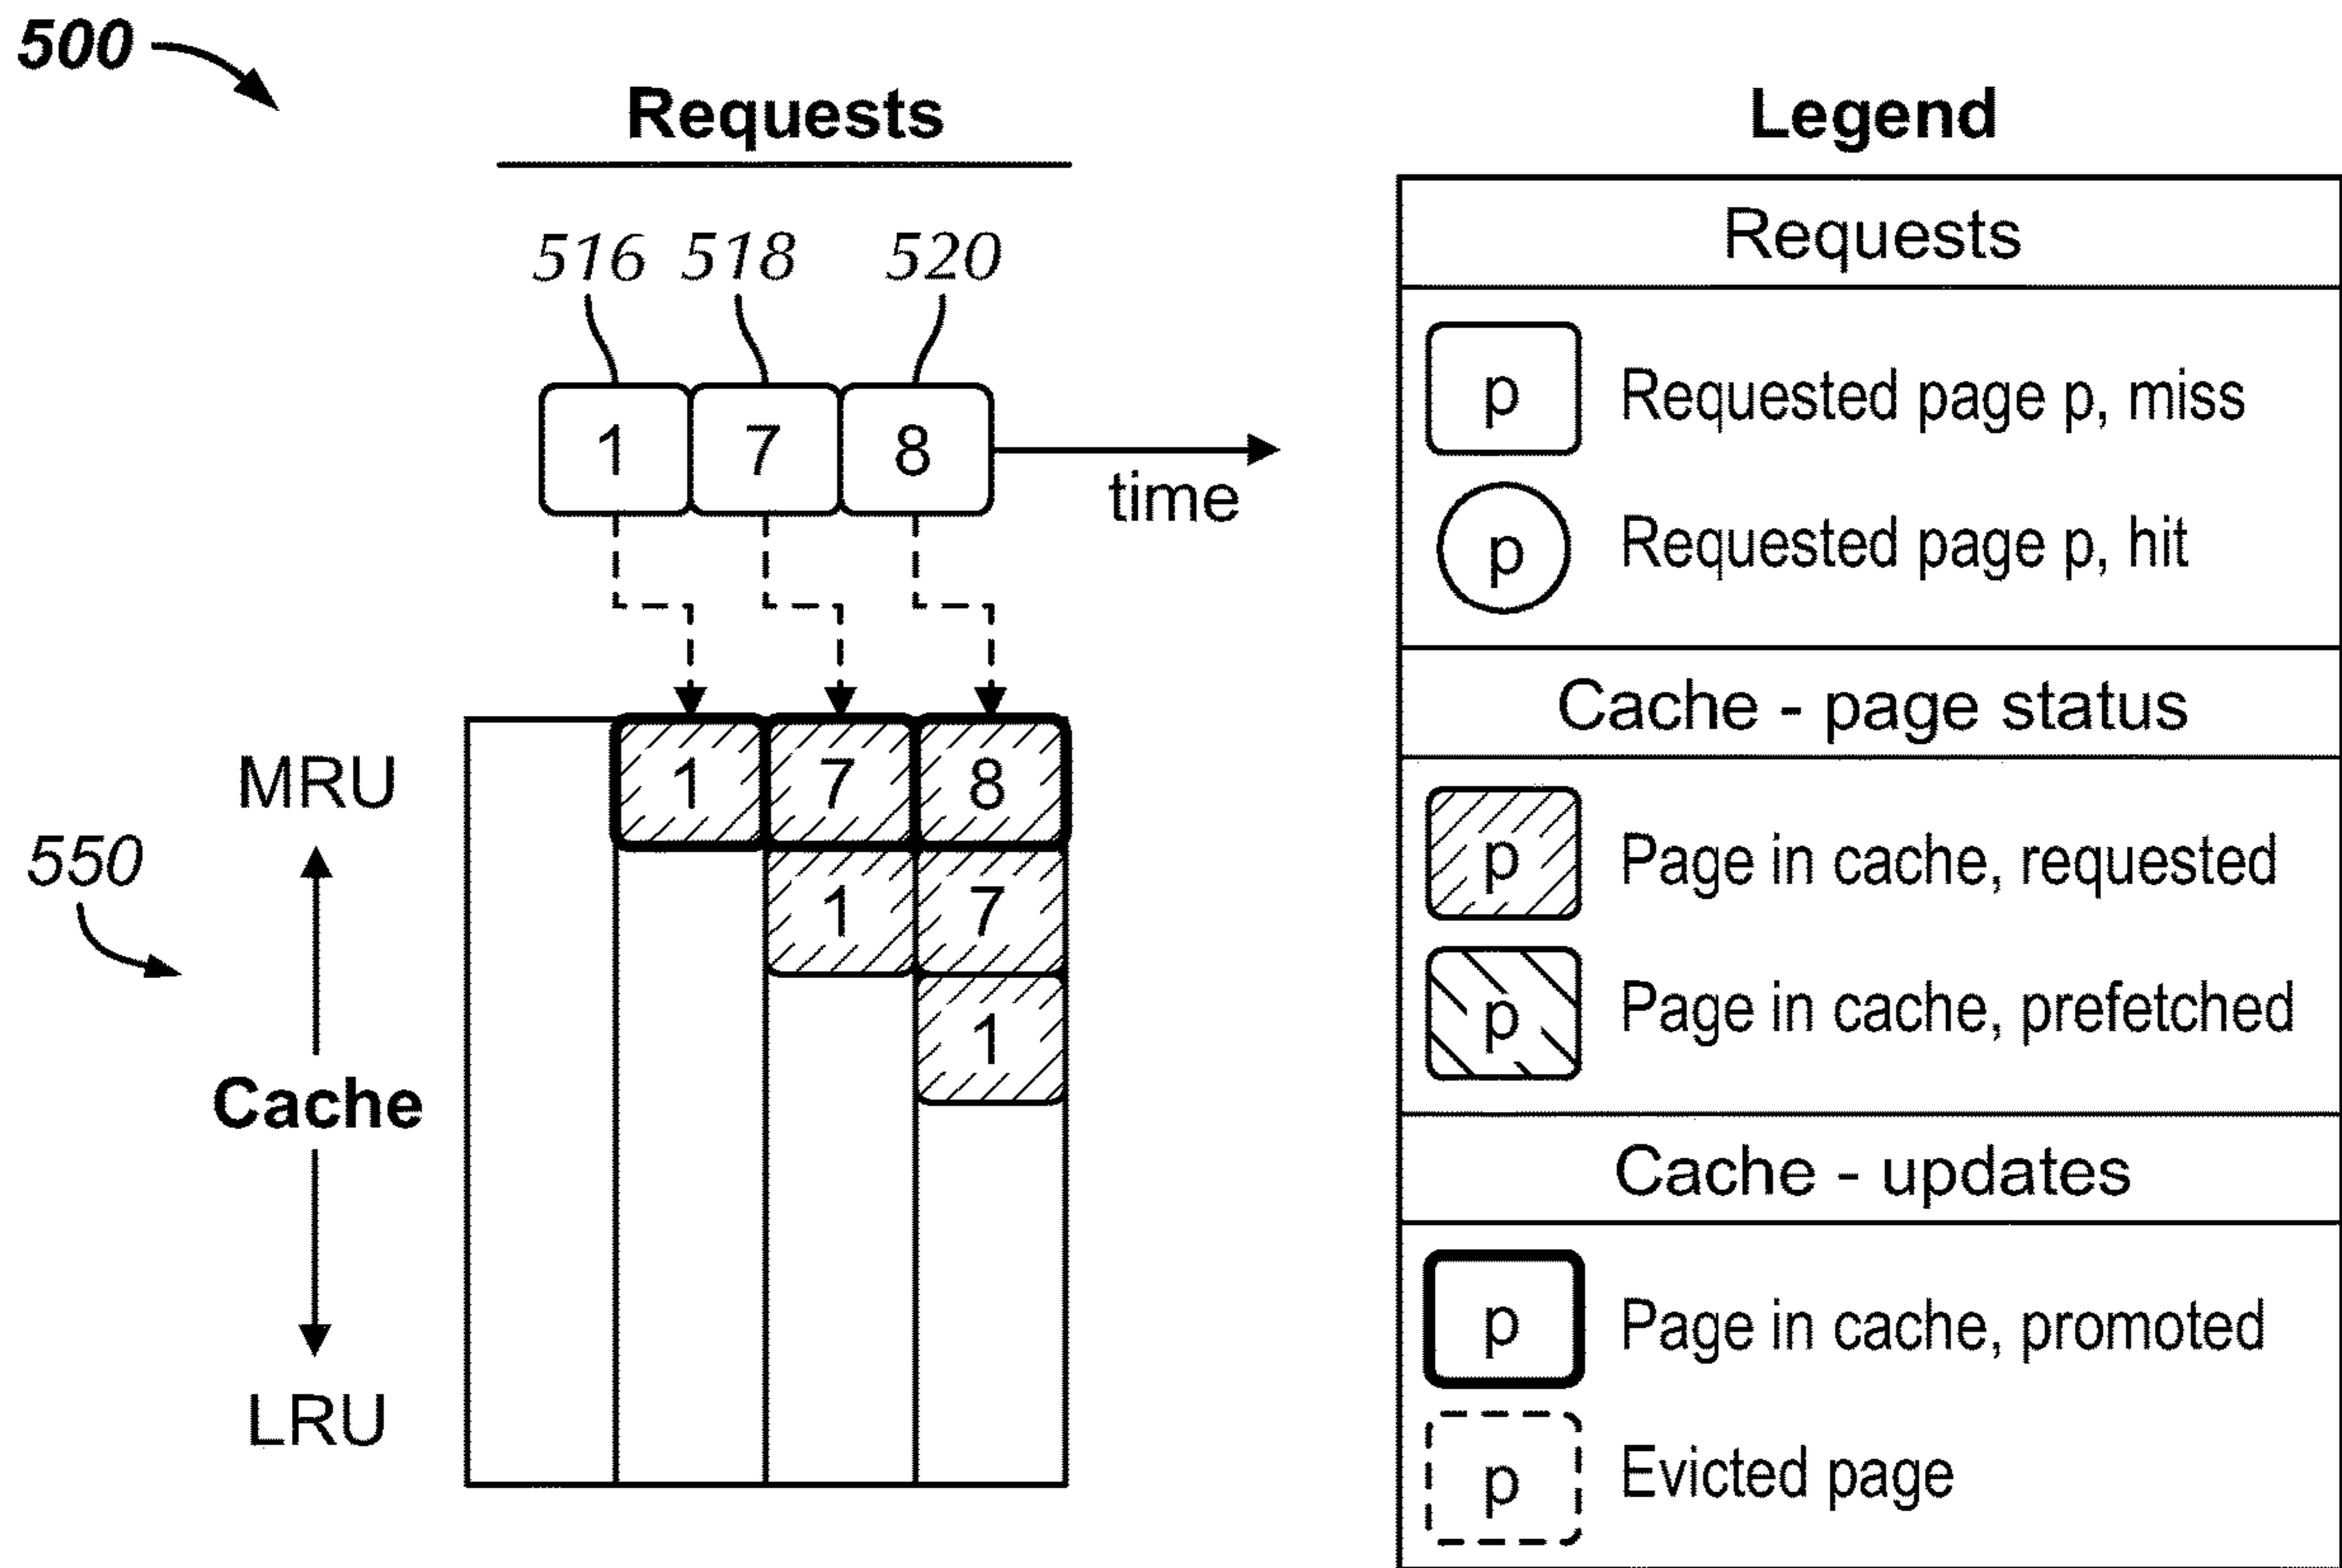 500
Requests
516 518 520
1 7 8
time
MRU
550
Cache
LRU
1 7 8
1 7
1
Legend
Requests
p Requested page p, miss
p Requested page p, hit
Cache - page status
p Page in cache, requested
p Page in cache, prefetched
Cache - updates
p Page in cache, promoted
p Evicted page